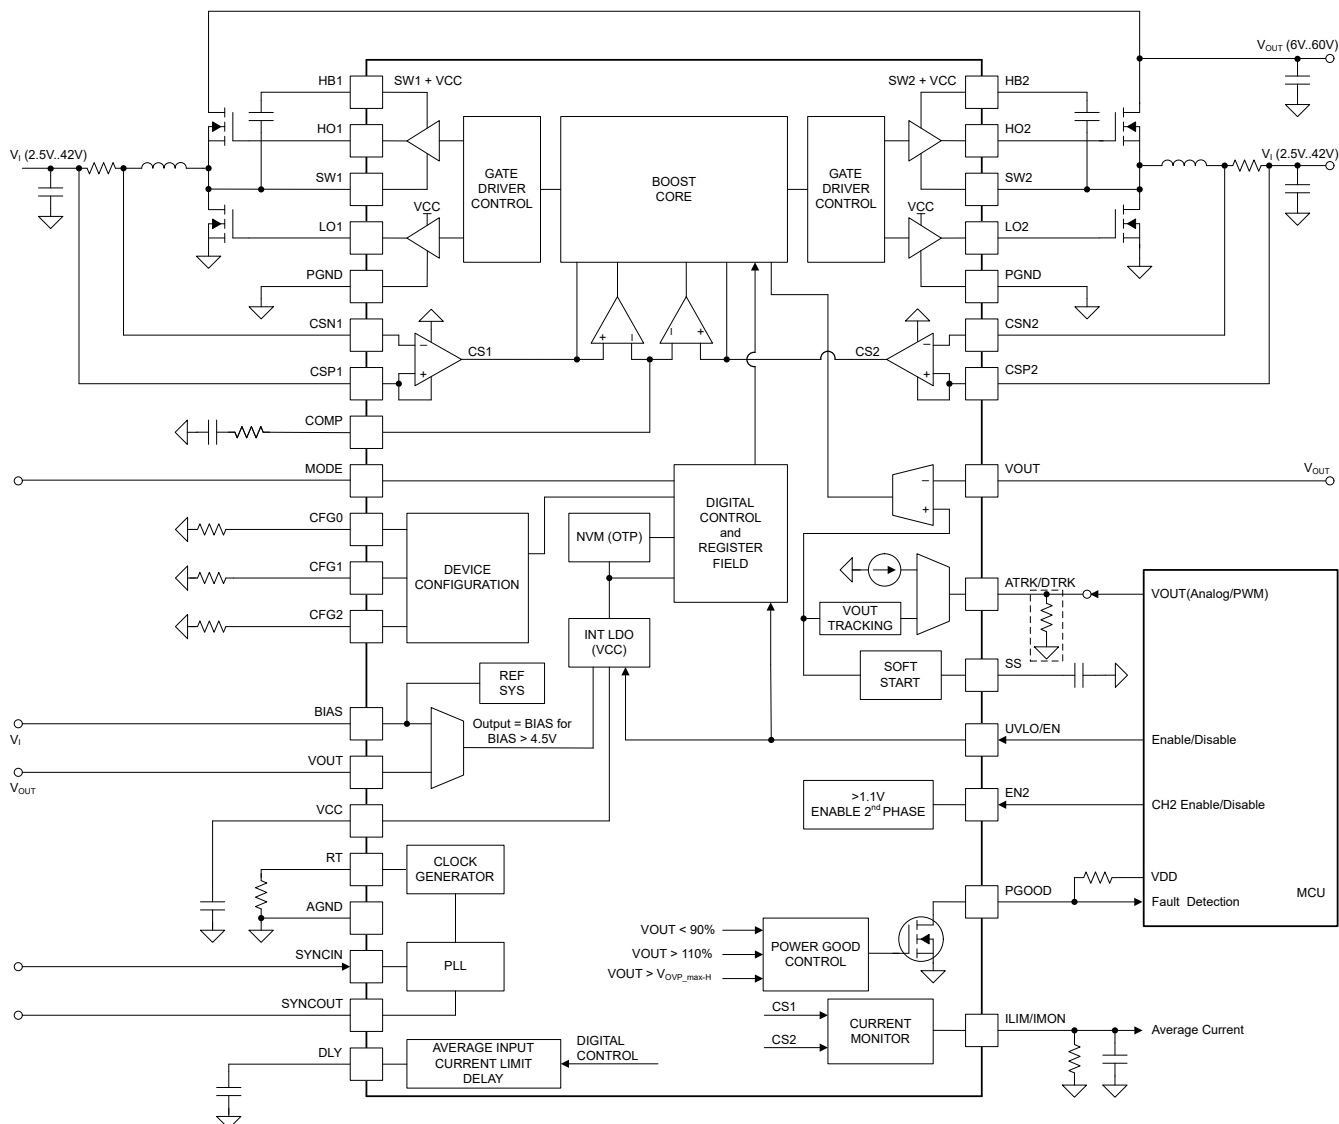 VOUT (6V..60V)
HB1
SW1 + VCC
SW2 + VCC
HB2
HO1
HO2
VI (2.5V..42V)
VI (2.5V..42V)
GATE
DRIVER
CONTROL
BOOST
CORE
GATE
DRIVER
CONTROL
SW1
SW2
VCC
VCC
LO1
LO2
PGND
PGND
CSN1
CSN2
+
−
−
+
−
−
CS1
CS2
+
+
CSP1
CSP2
COMP
MODE
VOUT
VOUT
−
+
CFG0
CFG1
CFG2
DEVICE
CONFIGURATION
NVM (OTP)
DIGITAL
CONTROL
and
REGISTER
FIELD
ATRK/DTRK
VOUT(Analog/PWM)
VOUT
TRACKING
INT LDO
(VCC)
SOFT
START
SS
REF
SYS
BIAS
VI
Output = BIAS for
BIAS > 4.5V
UVLO/EN
Enable/Disable
VOUT
VOUT
>1.1V
ENABLE 2nd PHASE
EN2
CH2 Enable/Disable
VCC
RT
CLOCK
GENERATOR
VDD
PGOOD
MCU
Fault Detection
AGND
VOUT < 90%
VOUT > 110%
VOUT > VOVP_max-H
POWER GOOD
CONTROL
SYNCIN
PLL
SYNCOUT
CS1
CS2
CURRENT
MONITOR
ILIM/IMON
Average Current
DLY
AVERAGE INPUT
CURRENT LIMIT
DELAY
DIGITAL
CONTROL